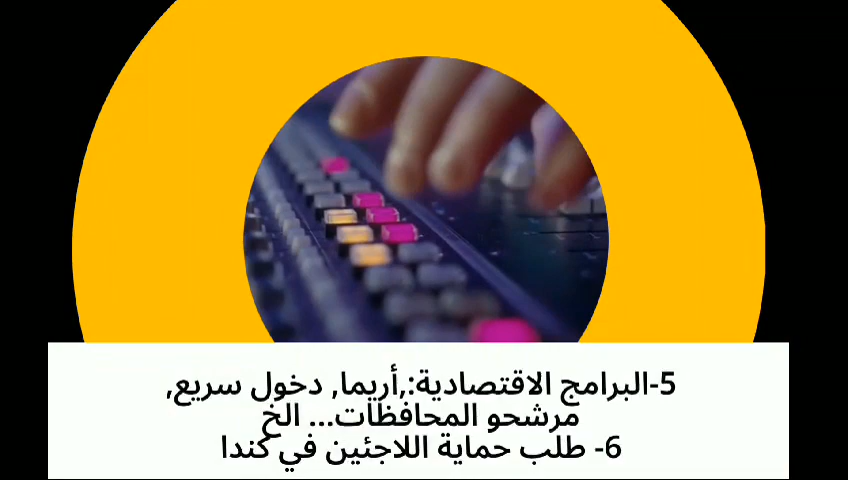 5-البرامج الاقتصادية:,أريما, دخول سريع,
مرشحو المحافظات... الخ
6- طلب حماية اللاجئين في كندا